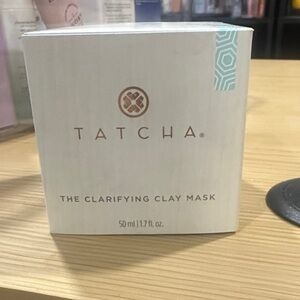 TATCHA®
THE CLARIFYING CLAY MASK
50 ml | 1.7 fl. oz.